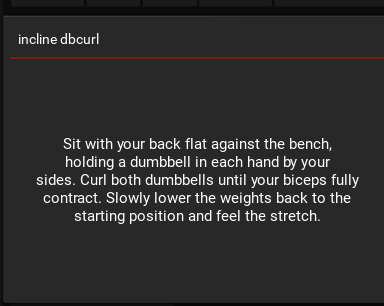 incline dbcurl
Sit with your back flat against the bench,
holding a dumbbell in each hand by your
sides. Curl both dumbbells until your biceps fully
contract. Slowly lower the weights back to the
starting position and feel the stretch.